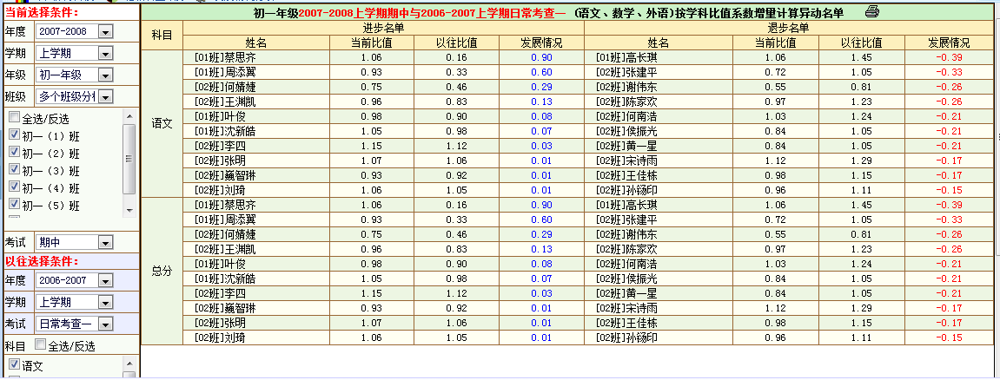 当前选择条件：
年度 2007-2008
学期 上学期
年级 初一年级
班级 多个班级分析
全选/反选
初一（1）班
初一（2）班
初一（3）班
初一（4）班
初一（5）班
考试 期中
以往选择条件：
年度 2006-2007
学期 上学期
考试 日常考查一
科目 全选/反选
语文
初一年级2007-2008上学期期中与2006-2007上学期日常考查一 (语文、数学、外语)按学科比值系数增量计算异动名单
科目 进步名单 退步名单
姓名 当前比值 以往比值 发展情况 姓名 当前比值 以往比值 发展情况
语文
[01班]蔡思齐 1.06 0.16 0.90 [01班]高长琪 1.06 1.45 -0.39
[01班]周添翼 0.93 0.33 0.60 [02班]张建平 0.72 1.05 -0.33
[02班]何婧婕 0.75 0.46 0.29 [02班]谢伟东 0.55 0.81 -0.26
[02班]王渊凯 0.96 0.83 0.13 [02班]陈家欢 0.97 1.23 -0.26
[01班]叶俊 0.98 0.90 0.08 [02班]何南浩 1.03 1.24 -0.21
[01班]沈新皓 1.05 0.98 0.07 [02班]侯振光 0.84 1.05 -0.21
[02班]李四 1.15 1.12 0.03 [02班]黄一星 0.84 1.05 -0.21
[02班]张明 1.07 1.06 0.01 [02班]宋诗雨 1.12 1.29 -0.17
[02班]巍智琳 0.93 0.92 0.01 [02班]王佳栋 0.98 1.15 -0.17
[02班]刘琦 1.06 1.05 0.01 [02班]孙钖印 0.96 1.11 -0.15
总分
[01班]蔡思齐 1.06 0.16 0.90 [01班]高长琪 1.06 1.45 -0.39
[01班]周添翼 0.93 0.33 0.60 [02班]张建平 0.72 1.05 -0.33
[02班]何婧婕 0.75 0.46 0.29 [02班]谢伟东 0.55 0.81 -0.26
[02班]王渊凯 0.96 0.83 0.13 [02班]陈家欢 0.97 1.23 -0.26
[01班]叶俊 0.98 0.90 0.08 [02班]何南浩 1.03 1.24 -0.21
[01班]沈新皓 1.05 0.98 0.07 [02班]侯振光 0.84 1.05 -0.21
[02班]李四 1.15 1.12 0.03 [02班]黄一星 0.84 1.05 -0.21
[02班]巍智琳 0.93 0.92 0.01 [02班]宋诗雨 1.12 1.29 -0.17
[02班]张明 1.07 1.06 0.01 [02班]王佳栋 0.98 1.15 -0.17
[02班]刘琦 1.06 1.05 0.01 [02班]孙钖印 0.96 1.11 -0.15